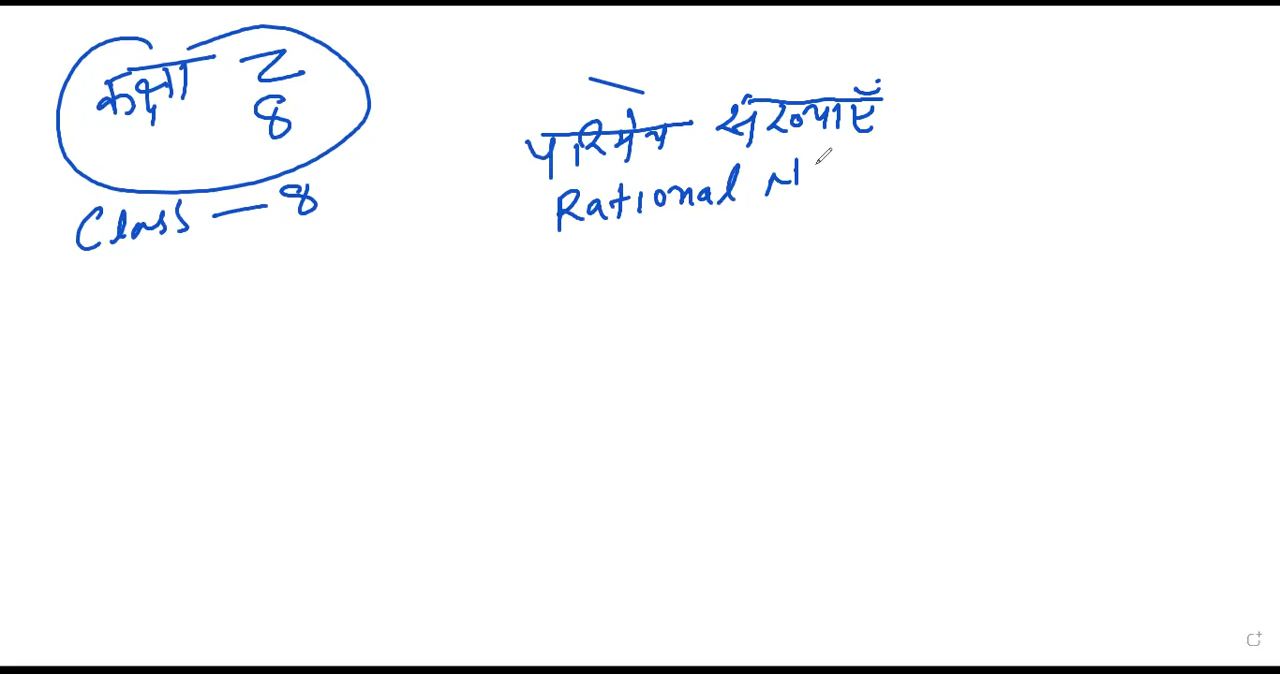 कक्षा
8
Class — 8
परिमेय संख्याएँ
Rational N